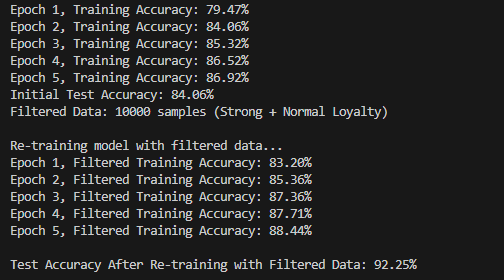 Epoch 1, Training Accuracy: 79.47%
Epoch 2, Training Accuracy: 84.06%
Epoch 3, Training Accuracy: 85.32%
Epoch 4, Training Accuracy: 86.52%
Epoch 5, Training Accuracy: 86.92%
Initial Test Accuracy: 84.06%
Filtered Data: 10000 samples (Strong + Normal Loyalty)
Re-training model with filtered data...
Epoch 1, Filtered Training Accuracy: 83.20%
Epoch 2, Filtered Training Accuracy: 85.36%
Epoch 3, Filtered Training Accuracy: 87.36%
Epoch 4, Filtered Training Accuracy: 87.71%
Epoch 5, Filtered Training Accuracy: 88.44%
Test Accuracy After Re-training with Filtered Data: 92.25%